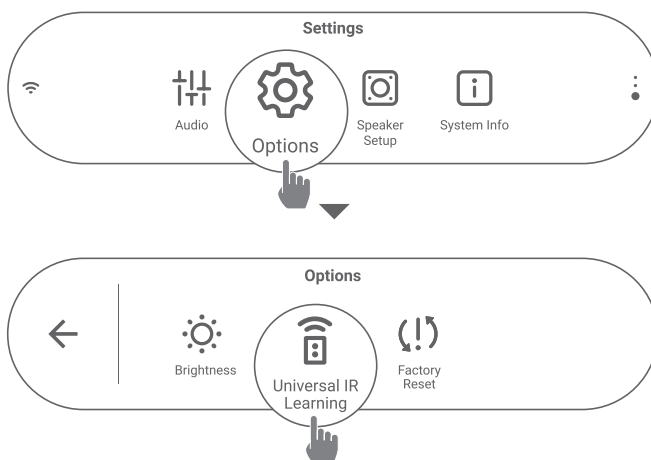 Settings
Audio
Options
Speaker
Setup
System Info
Options
Brightness
Universal IR
Learning
Factory
Reset